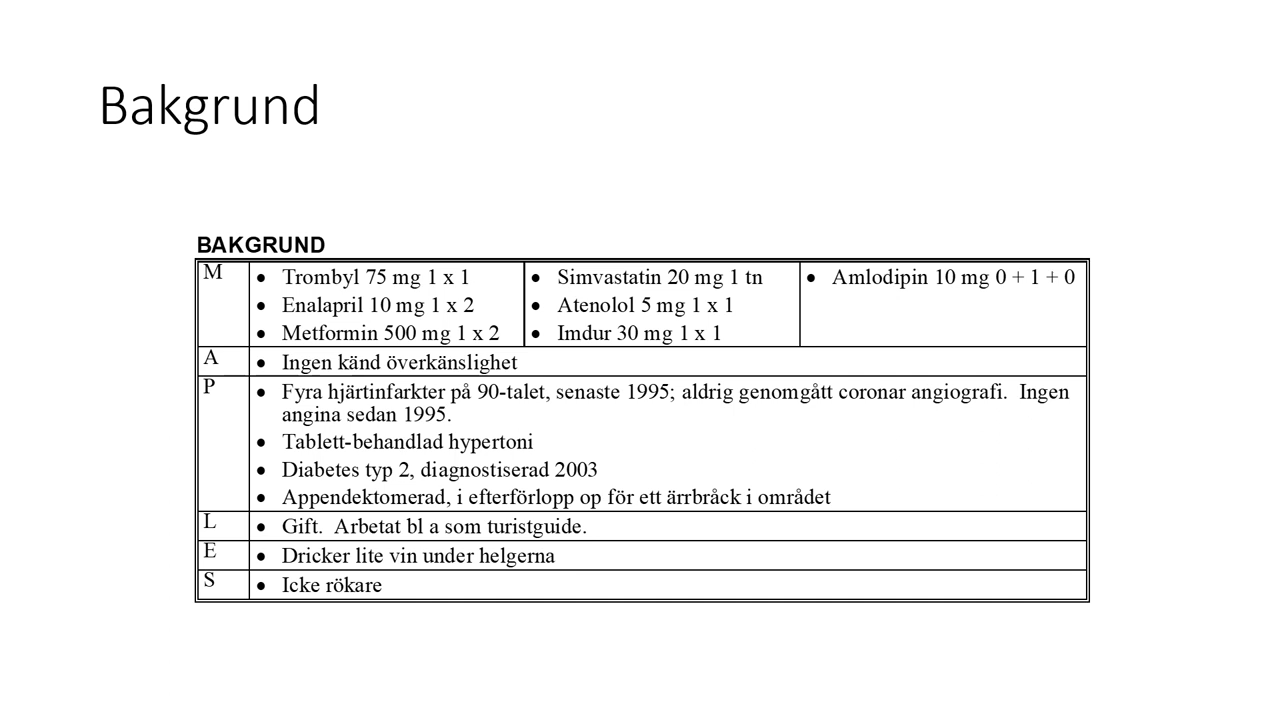 Bakgrund
BAKGRUND
M
• Trombyl 75 mg 1 x 1
• Enalapril 10 mg 1 x 2
• Metformin 500 mg 1 x 2
• Simvastatin 20 mg 1 tn
• Atenolol 5 mg 1 x 1
• Imdur 30 mg 1 x 1
• Amlodipin 10 mg 0 + 1 + 0
A
• Ingen känd överkänslighet
P
• Fyra hjärtinfarkter på 90-talet, senaste 1995; aldrig genomgått coronar angiografi.  Ingen
angina sedan 1995.
• Tablett-behandlad hypertoni
• Diabetes typ 2, diagnostiserad 2003
• Appendektomerad, i efterförlopp op för ett ärrbråck i området
L
• Gift.  Arbetat bl a som turistguide.
E
• Dricker lite vin under helgerna
S
• Icke rökare